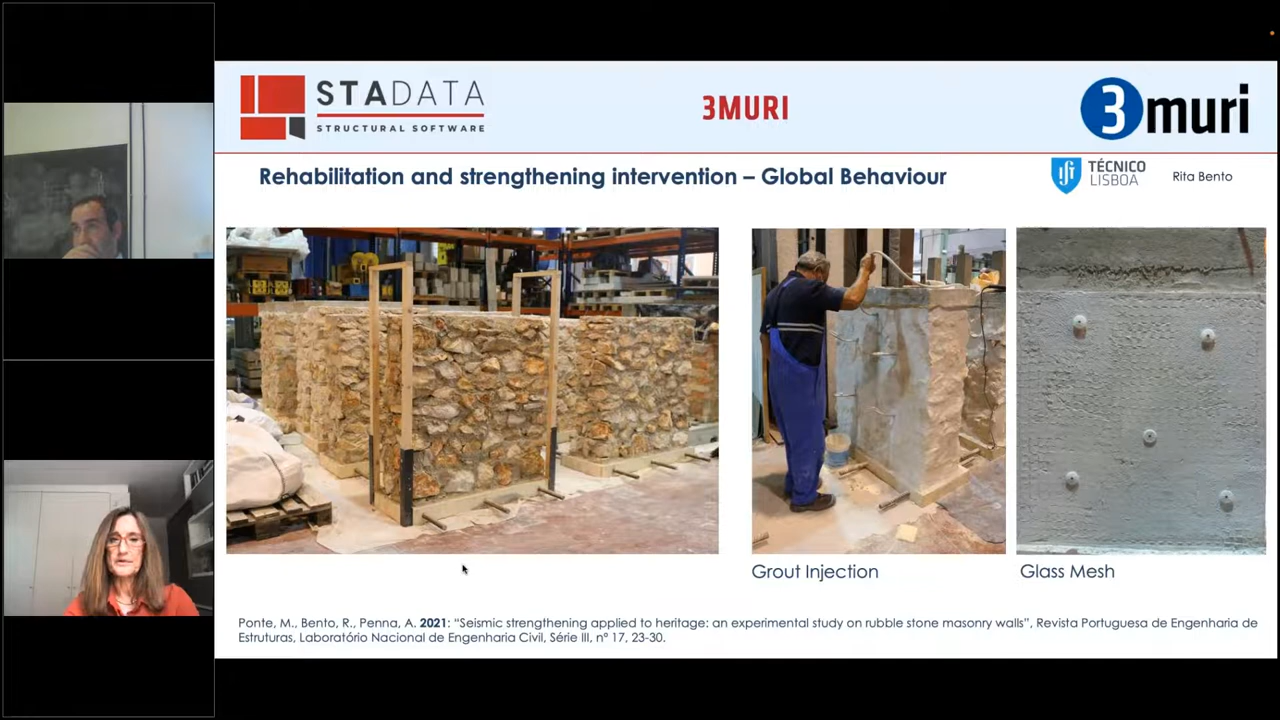 STADATA
STRUCTURAL SOFTWARE
3MURI
3muri
Rehabilitation and strengthening intervention – Global Behaviour
TÉCNICO
LISBOA
Rita Bento
Grout Injection
Glass Mesh
Ponte, M., Bento, R., Penna, A. 2021: “Seismic strengthening applied to heritage: an experimental study on rubble stone masonry walls”, Revista Portuguesa de Engenharia de
Estruturas, Laboratório Nacional de Engenharia Civil, Série III, nº 17, 23-30.